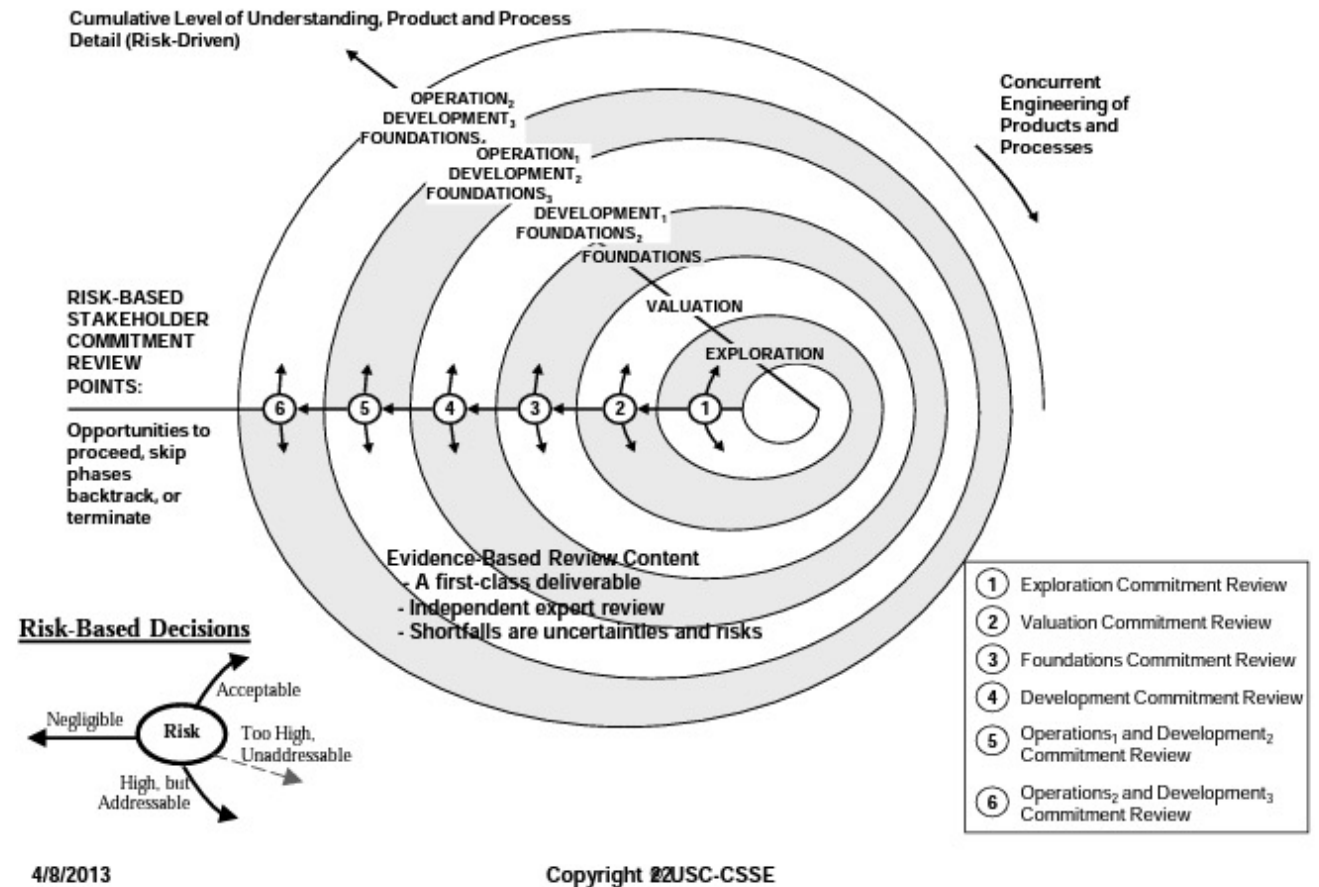 Cumulative Level of Understanding, Product and Process
Detail (Risk-Driven)
Concurrent
Engineering of
Products and
Processes
OPERATION₂
DEVELOPMENT₃
FOUNDATIONS
OPERATION₁
DEVELOPMENT₂
FOUNDATIONS₃
DEVELOPMENT₁
FOUNDATIONS₂
FOUNDATIONS
VALUATION
EXPLORATION
RISK-BASED
STAKEHOLDER
COMMITMENT
REVIEW
POINTS:
6 5 4 3 2 1
Opportunities to
proceed, skip
phases
backtrack, or
terminate
Evidence-Based Review Content
- A first-class deliverable
- Independent expert review
- Shortfalls are uncertainties and risks
Risk-Based Decisions
Acceptable
Negligible
Risk
Too High,
Unaddressable
High, but
Addressable
1 Exploration Commitment Review
2 Valuation Commitment Review
3 Foundations Commitment Review
4 Development Commitment Review
5 Operations₁ and Development₂
Commitment Review
6 Operations₂ and Development₃
Commitment Review
4/8/2013
Copyright USC-CSSE